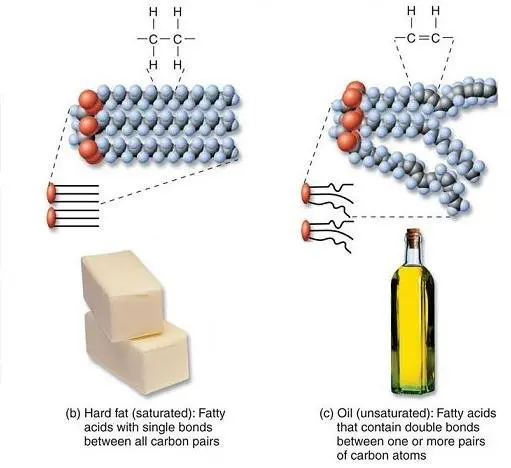 H H
—C—C—
H H
H H
—C=C—
(b) Hard fat (saturated): Fatty
acids with single bonds
between all carbon pairs
(c) Oil (unsaturated): Fatty acids
that contain double bonds
between one or more pairs
of carbon atoms